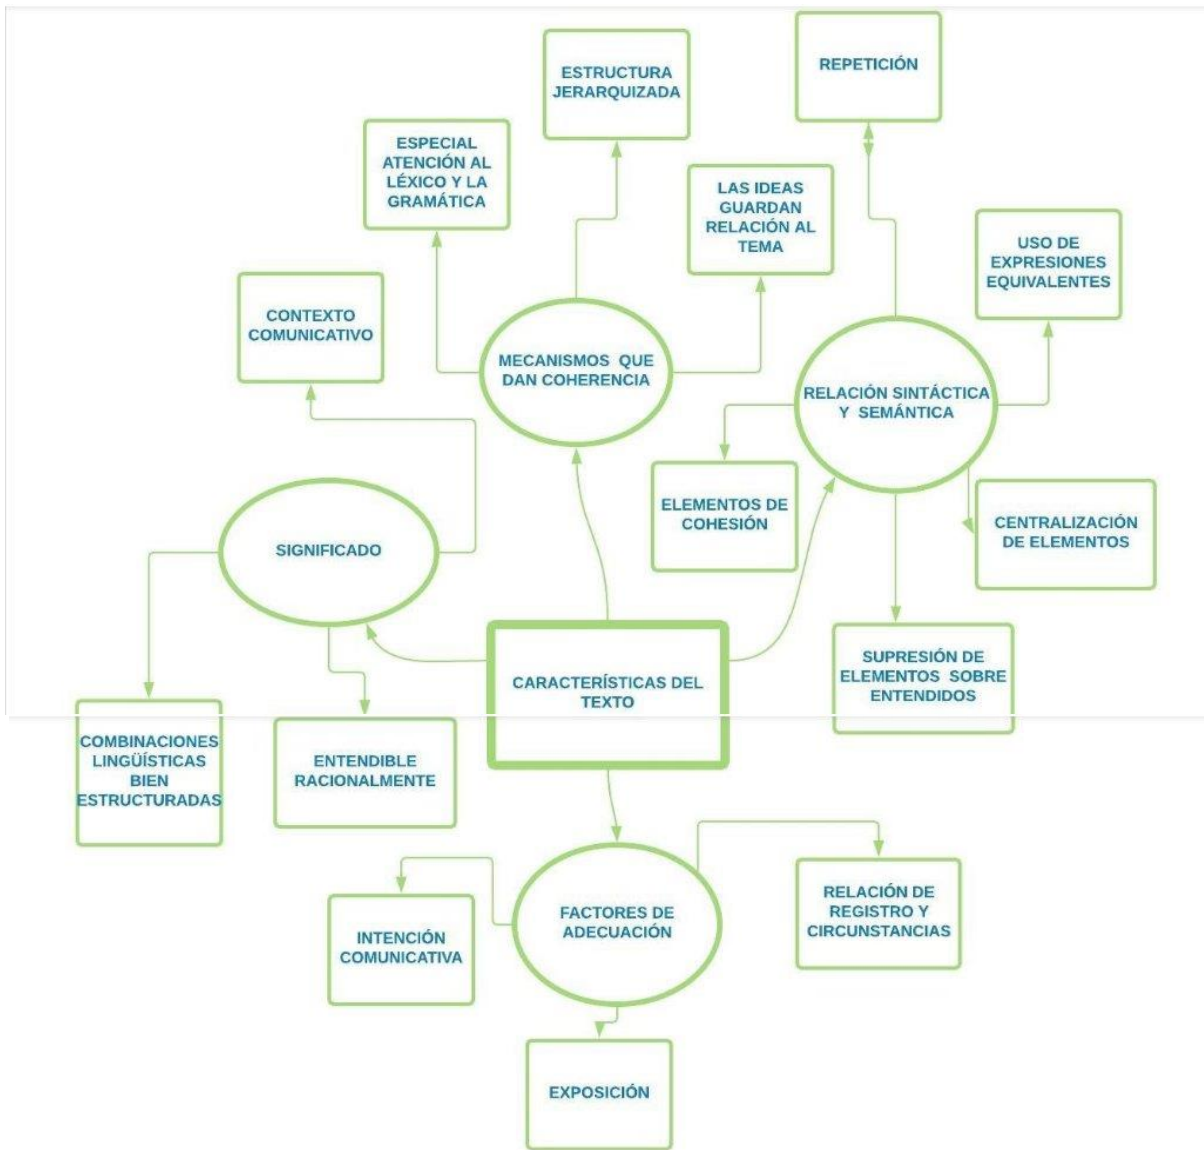 ESTRUCTURA
JERARQUIZADA
REPETICIÓN
ESPECIAL
ATENCIÓN AL
LÉXICO Y LA
GRAMÁTICA
LAS IDEAS
GUARDAN
RELACIÓN AL
TEMA
USO DE
EXPRESIONES
EQUIVALENTES
CONTEXTO
COMUNICATIVO
MECANISMOS QUE
DAN COHERENCIA
RELACIÓN SINTÁCTICA
Y SEMÁNTICA
ELEMENTOS DE
COHESIÓN
CENTRALIZACIÓN
DE ELEMENTOS
SIGNIFICADO
SUPRESIÓN DE
ELEMENTOS SOBRE
ENTENDIDOS
CARACTERÍSTICAS DEL
TEXTO
COMBINACIONES
LINGÜÍSTICAS
BIEN
ESTRUCTURADAS
ENTENDIBLE
RACIONALMENTE
FACTORES DE
ADECUACIÓN
RELACIÓN DE
REGISTRO Y
CIRCUNSTANCIAS
INTENCIÓN
COMUNICATIVA
EXPOSICIÓN